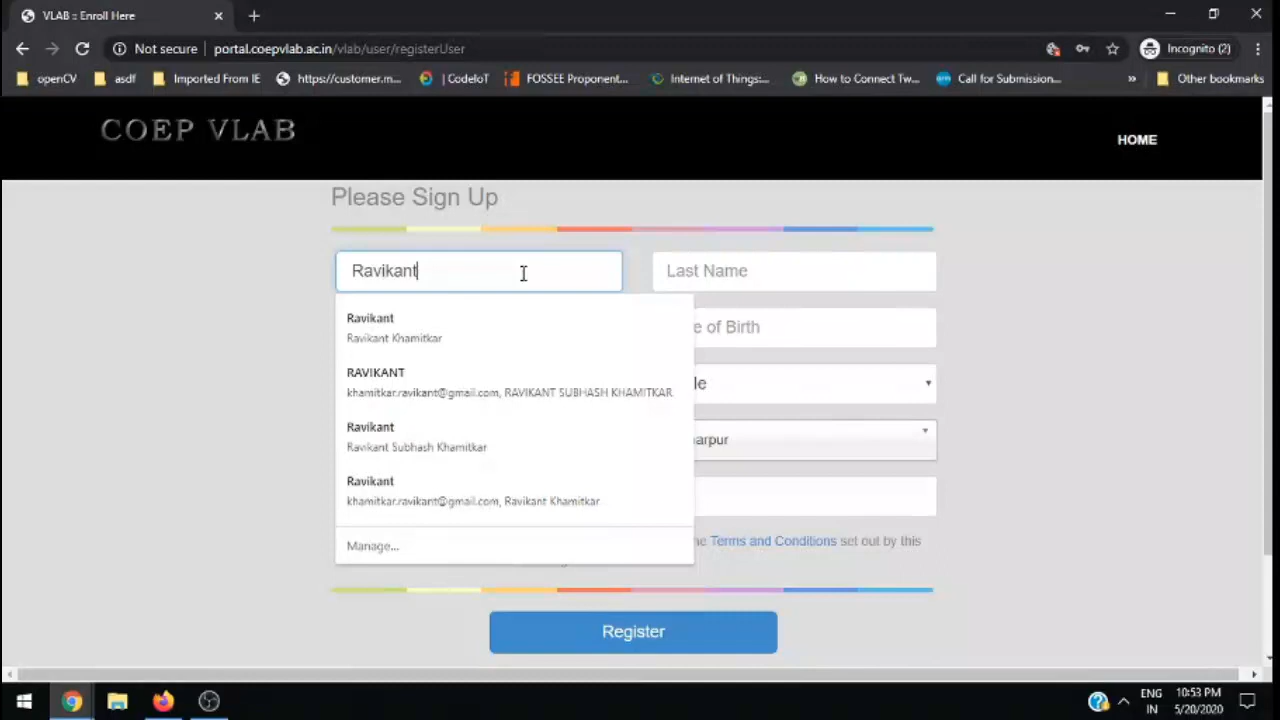 VLAB :: Enroll Here
Not secure portal.coepvlab.ac.in/vlab/user/registerUser Incognito (2)
openCV asdf Imported From IE https://customer.m... | CodeIoT FOSSEE Proponent... Internet of Things:... How to Connect Tw... Call for Submission... » Other bookmarks
COEP VLAB
HOME
Please Sign Up
Ravikant Last Name
Ravikant
Ravikant Khamitkar
e of Birth
RAVIKANT
khamitkar.ravikant@gmail.com, RAVIKANT SUBHASH KHAMITKAR
le
Ravikant
Ravikant Subhash Khamitkar
arpur
Ravikant
khamitkar.ravikant@gmail.com, Ravikant Khamitkar
Manage...
he Terms and Conditions set out by this
Register
ENG 10:53 PM
IN 5/20/2020